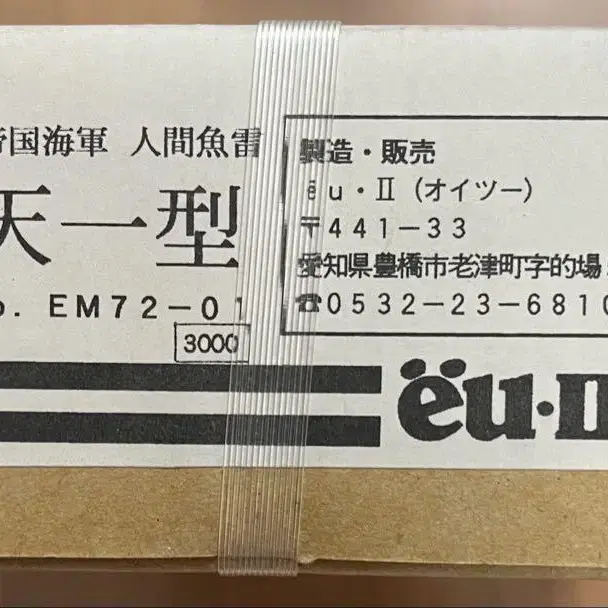 帝国海軍 人間魚雷
天一型
o. EM72-01
3000
製造・販売
ëu・Ⅱ (オイツー)
〒441-33
愛知県豊橋市老津町字的場
☎0532-23-6810
ëu·II